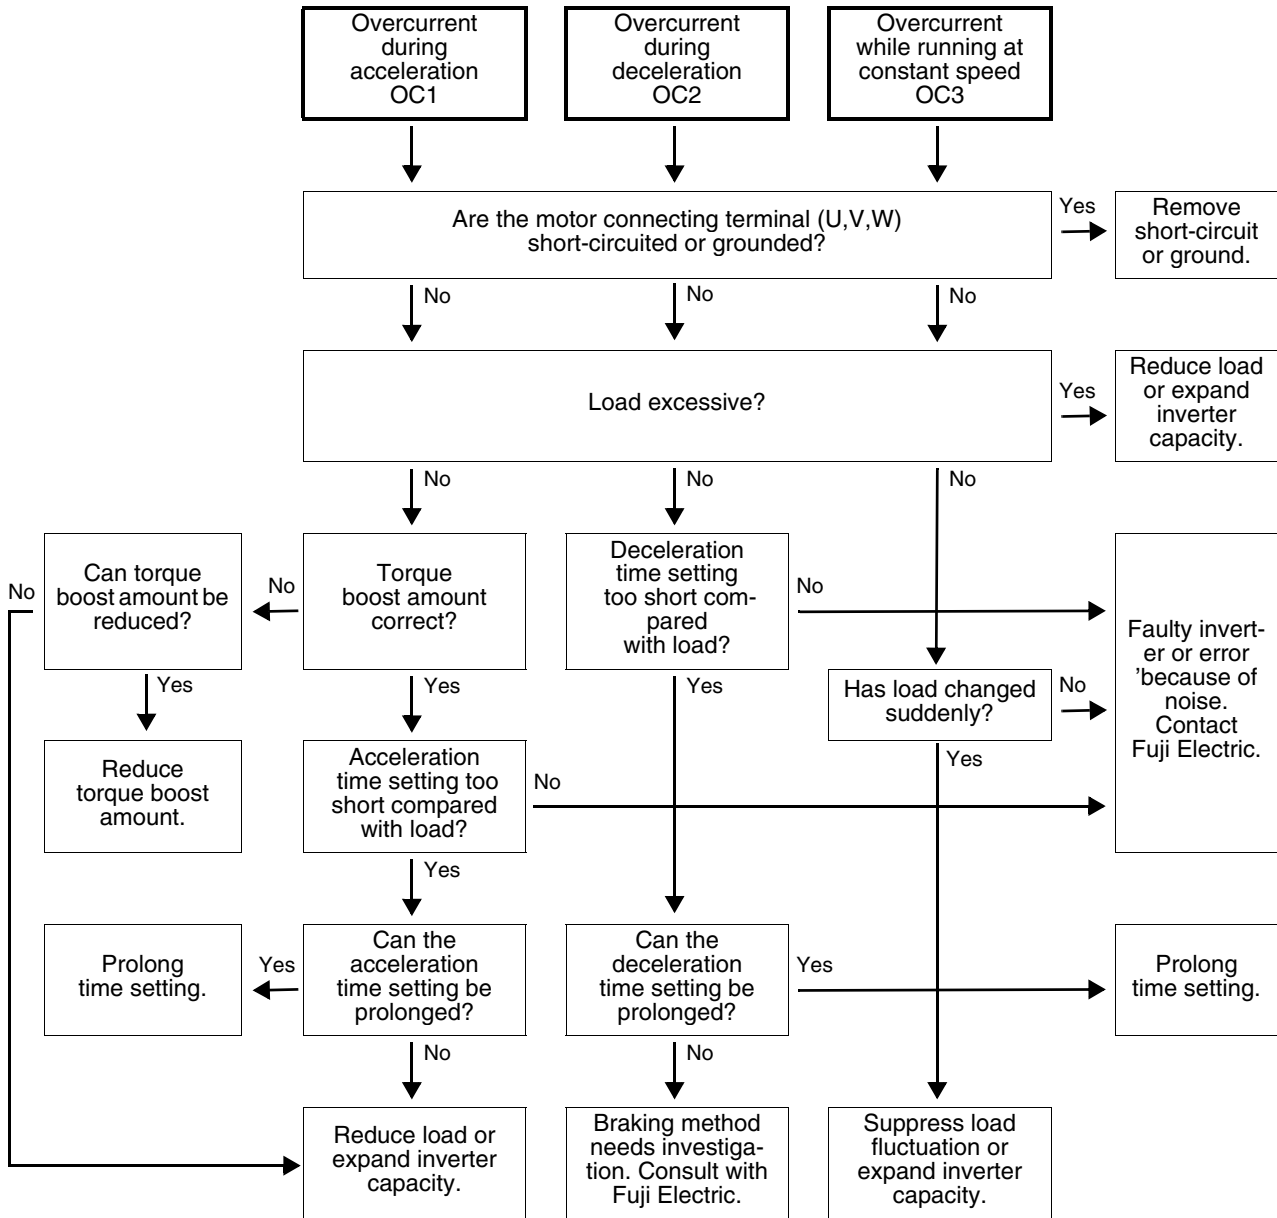 Overcurrent
during
acceleration
OC1
Overcurrent
during
deceleration
OC2
Overcurrent
while running at
constant speed
OC3
Are the motor connecting terminal (U,V,W)
short-circuited or grounded?
Yes
Remove
short-circuit
or ground.
No
No
No
Load excessive?
Yes
Reduce load
or expand
inverter
capacity.
No
No
No
No
Can torque
boost amount be
reduced?
No
Torque
boost amount
correct?
Deceleration
time setting
too short com-
pared
with load?
No
Faulty invert-
er or error
’because of
noise.
Contact
Fuji Electric.
Yes
Yes
Yes
Has load changed
suddenly?
No
Reduce
torque boost
amount.
Acceleration
time setting too
short compared
with load?
No
Yes
Yes
Prolong
time setting.
Yes
Can the
acceleration
time setting be
prolonged?
Can the
deceleration
time setting be
prolonged?
Yes
Prolong
time setting.
No
No
Reduce load or
expand inverter
capacity.
Braking method
needs investiga-
tion. Consult with
Fuji Electric.
Suppress load
fluctuation or
expand inverter
capacity.